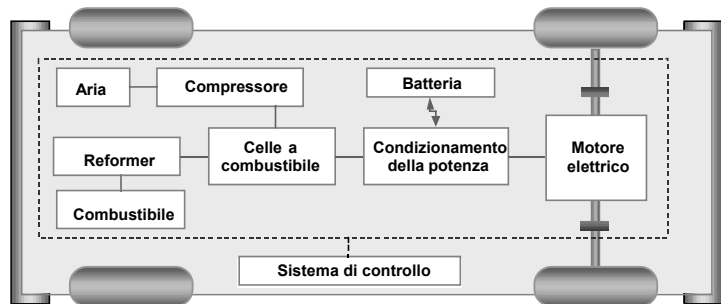 Aria
Compressore
Batteria
Reformer
Celle a
combustibile
Condizionamento
della potenza
Motore
elettrico
Combustibile
Sistema di controllo